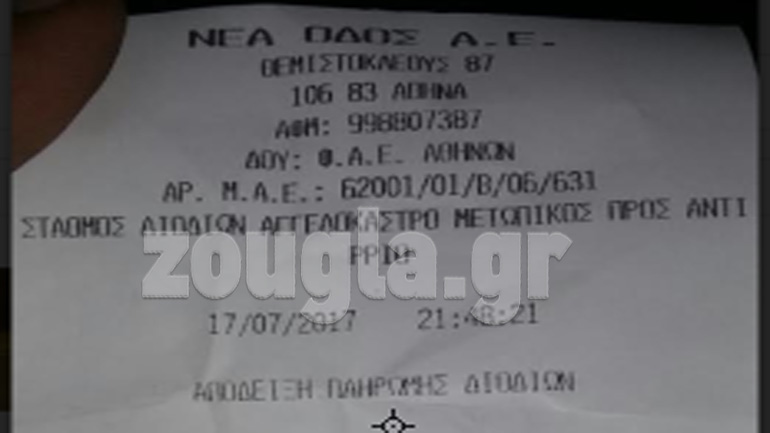 ΝΕΑ ΟΔΟΣ Α.Ε.
ΘΕΜΙΣΤΟΚΛΕΟΥΣ 87
106 83 ΑΘΗΝΑ
ΑΦΜ: 998807387
ΔΟΥ: Φ.Α.Ε. ΑΘΗΝΩΝ
ΑΡ. Μ.Α.Ε.: 62001/01/Β/06/631
ΣΤΑΘΜΟΣ ΔΙΟΔΙΩΝ ΑΓΓΕΛΟΚΑΣΤΡΟ ΜΕΤΩΠΙΚΟΣ ΠΡΟΣ ΑΝΤΙ
ΡΡΙΟ
zougla.gr
17/07/2017 21:48:21
ΑΠΟΔΕΙΞΗ ΠΛΗΡΩΜΗΣ ΔΙΟΔΙΩΝ